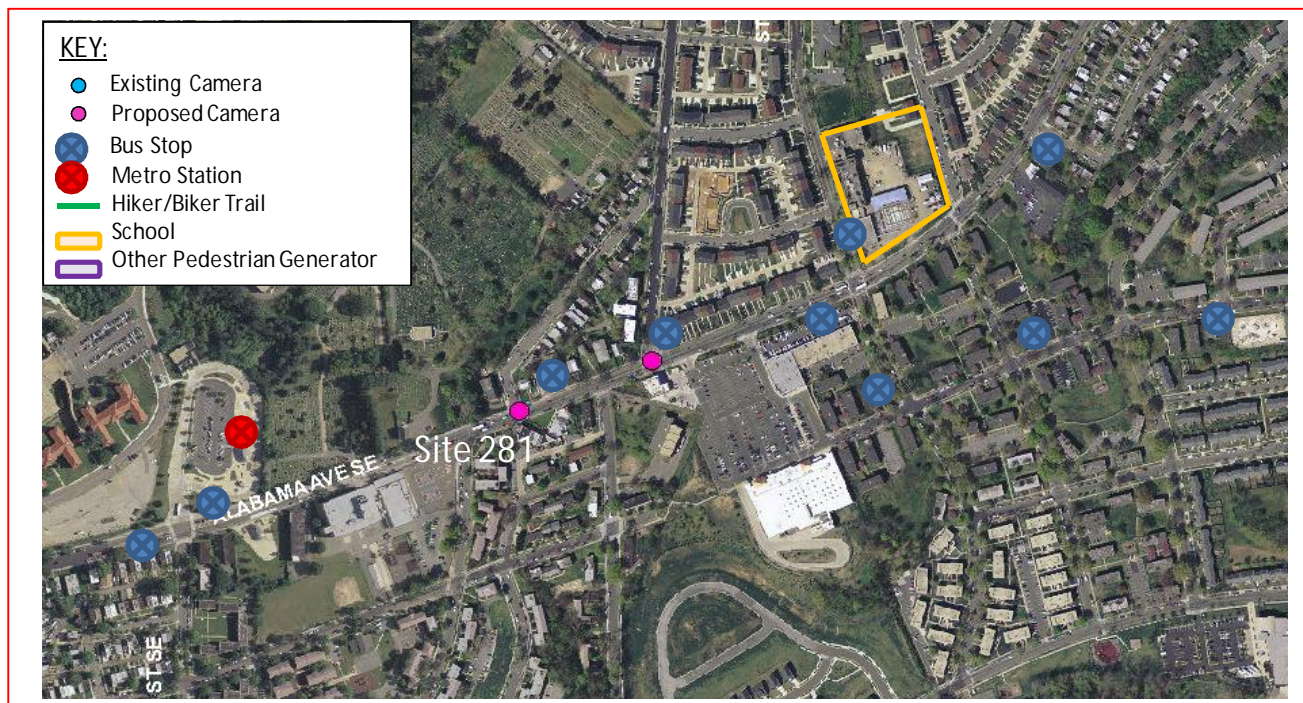 KEY:
Existing Camera
Proposed Camera
Bus Stop
Metro Station
Hiker/Biker Trail
School
Other Pedestrian Generator
ST
Site 281
ALABAMA AVE SE
ST SE